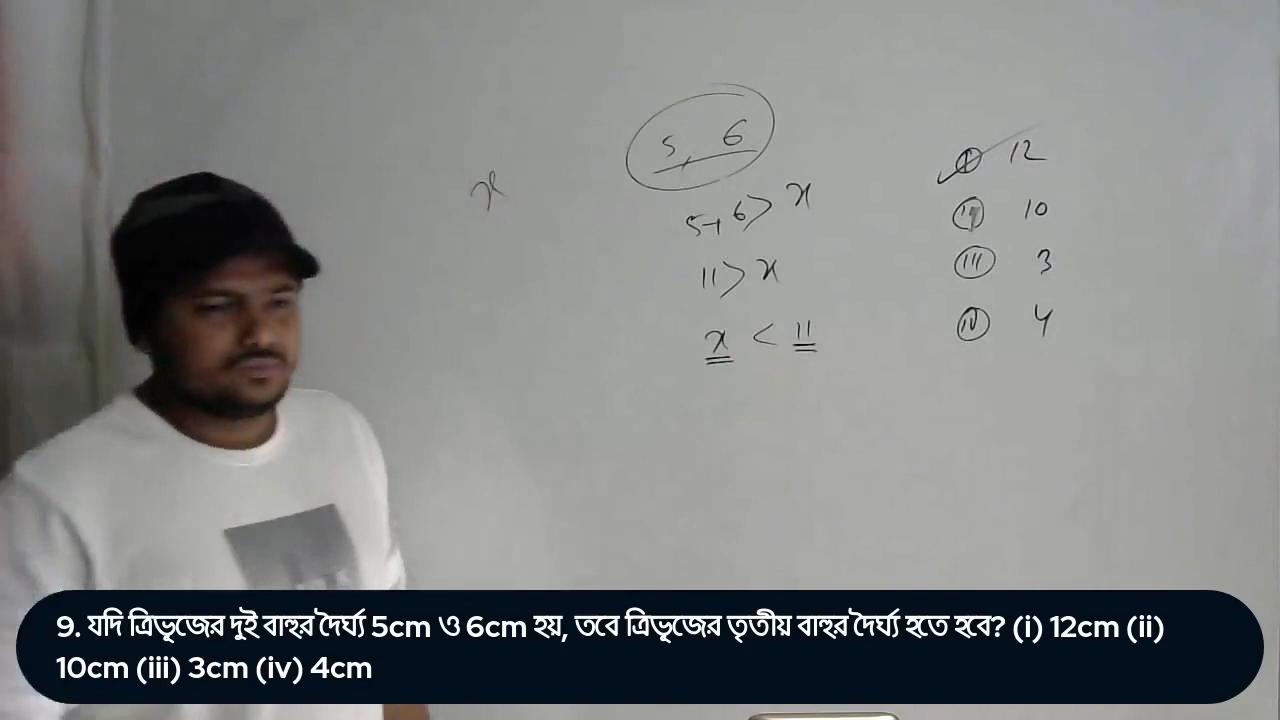 5, 6
x
5+6>x
11>x
x < 11
(i) 12
(ii) 10
(iii) 3
(iv) 4
9. যদি ত্রিভূজের দুই বাহুর দৈর্ঘ্য 5cm ও 6cm হয়, তবে ত্রিভূজের তৃতীয় বাহুর দৈর্ঘ্য হতে হবে? (i) 12cm (ii)
10cm (iii) 3cm (iv) 4cm